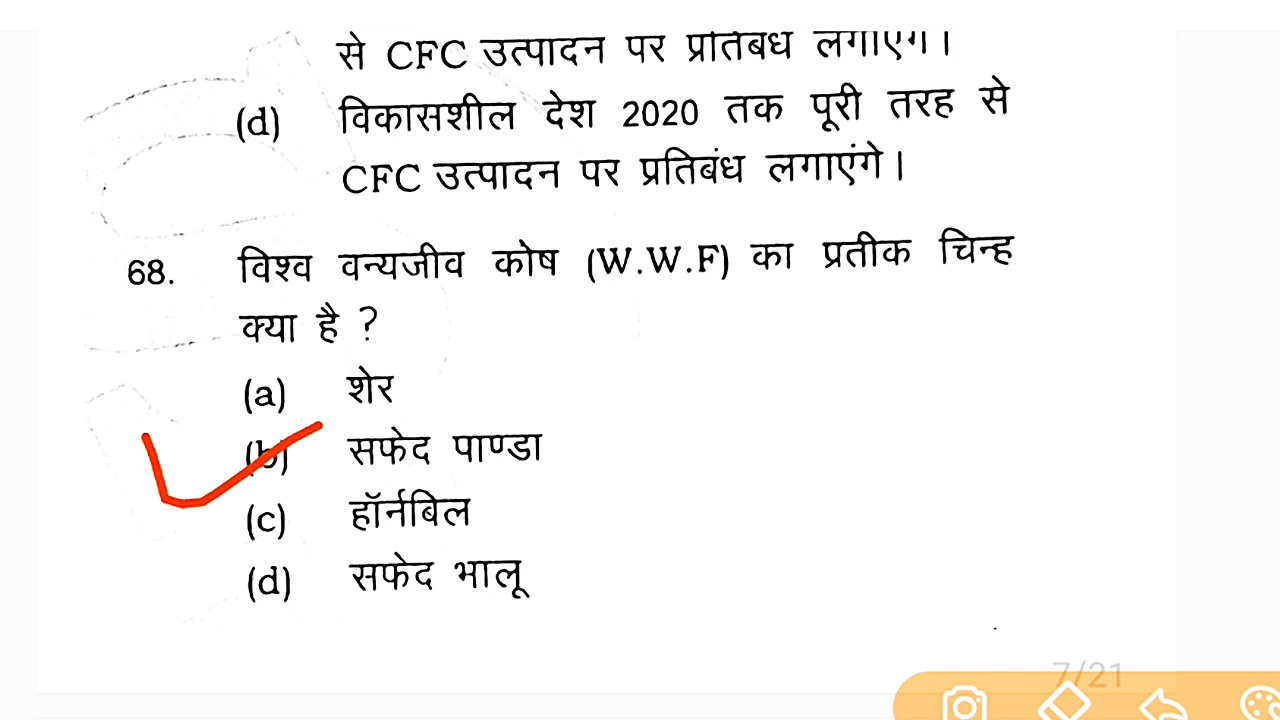 से CFC उत्पादन पर प्रतिबंध लगाएंगे।
(d) विकासशील देश 2020 तक पूरी तरह से
CFC उत्पादन पर प्रतिबंध लगाएंगे।
68. विश्व वन्यजीव कोष (W.W.F) का प्रतीक चिन्ह
क्या है ?
(a) शेर
(b) सफेद पाण्डा
(c) हॉर्नबिल
(d) सफेद भालू
7/21